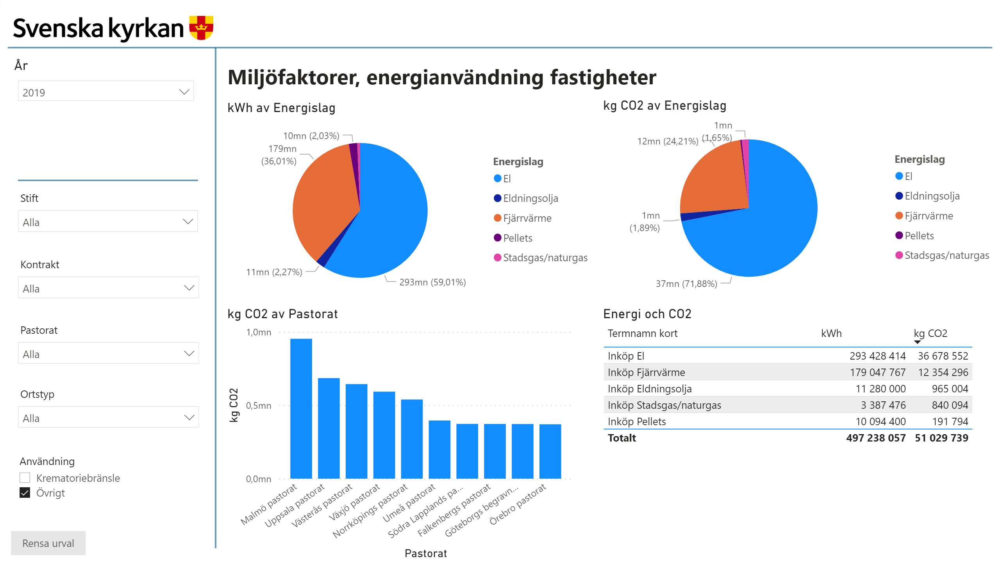 Svenska kyrkan
År
2019
Stift
Alla
Kontrakt
Alla
Pastorat
Alla
Ortstyp
Alla
Användning
Krematoriebränsle
Övrigt
Rensa urval
Miljöfaktorer, energianvändning fastigheter
kWh av Energislag
10mn (2,03%)
179mn
(36,01%)
11mn (2,27%)
293mn (59,01%)
Energislag
El
Eldningsolja
Fjärrvärme
Pellets
Stadsgas/naturgas
kg CO2 av Energislag
1mn
(1,65%)
12mn (24,21%)
1mn
(1,89%)
37mn (71,88%)
Energislag
El
Eldningsolja
Fjärrvärme
Pellets
Stadsgas/naturgas
kg CO2 av Pastorat
kg CO2
1,0mn
0,5mn
0,0mn
Malmö pastorat
Uppsala pastorat
Västerås pastorat
Växjö pastorat
Norrköpings pastorat
Umeå pastorat
Södra Lapplands pa...
Falkenbergs pastorat
Göteborgs begravn...
Örebro pastorat
Pastorat
Energi och CO2
Termnamn kort kWh kg CO2
Inköp El 293 428 414 36 678 552
Inköp Fjärrvärme 179 047 767 12 354 296
Inköp Eldningsolja 11 280 000 965 004
Inköp Stadsgas/naturgas 3 387 476 840 094
Inköp Pellets 10 094 400 191 794
Totalt 497 238 057 51 029 739